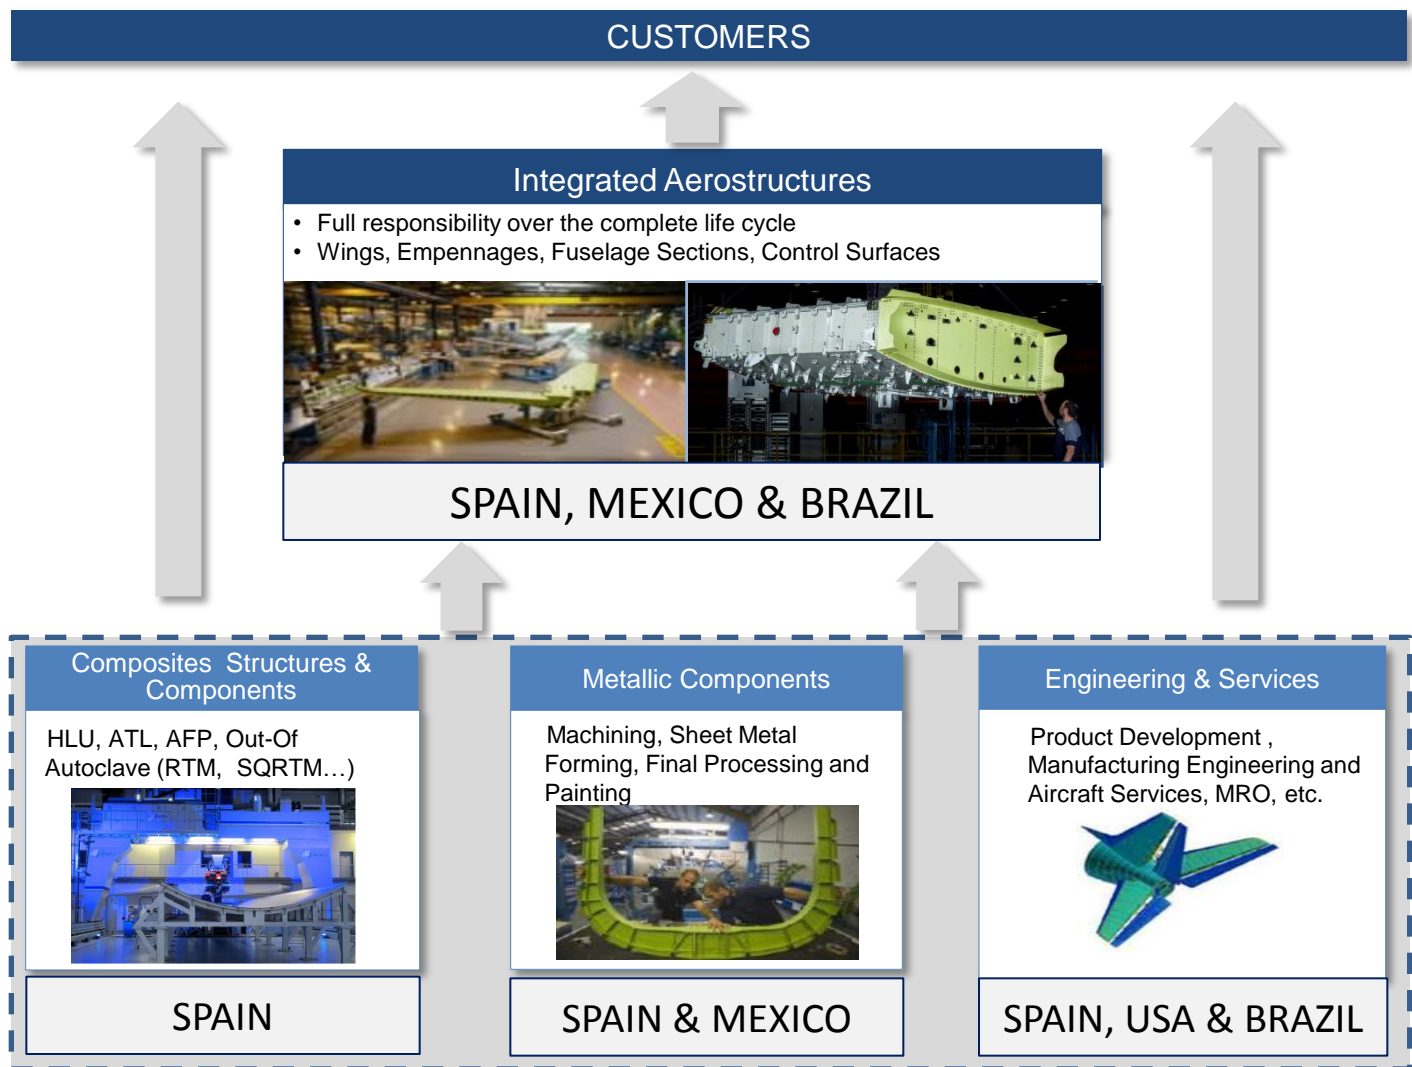 CUSTOMERS
Integrated Aerostructures
• Full responsibility over the complete life cycle
• Wings, Empennages, Fuselage Sections, Control Surfaces
SPAIN, MEXICO & BRAZIL
Composites Structures &
Components
HLU, ATL, AFP, Out-Of
Autoclave (RTM, SQRTM...)
SPAIN
Metallic Components
Machining, Sheet Metal
Forming, Final Processing and
Painting
SPAIN & MEXICO
Engineering & Services
Product Development ,
Manufacturing Engineering and
Aircraft Services, MRO, etc.
SPAIN, USA & BRAZIL